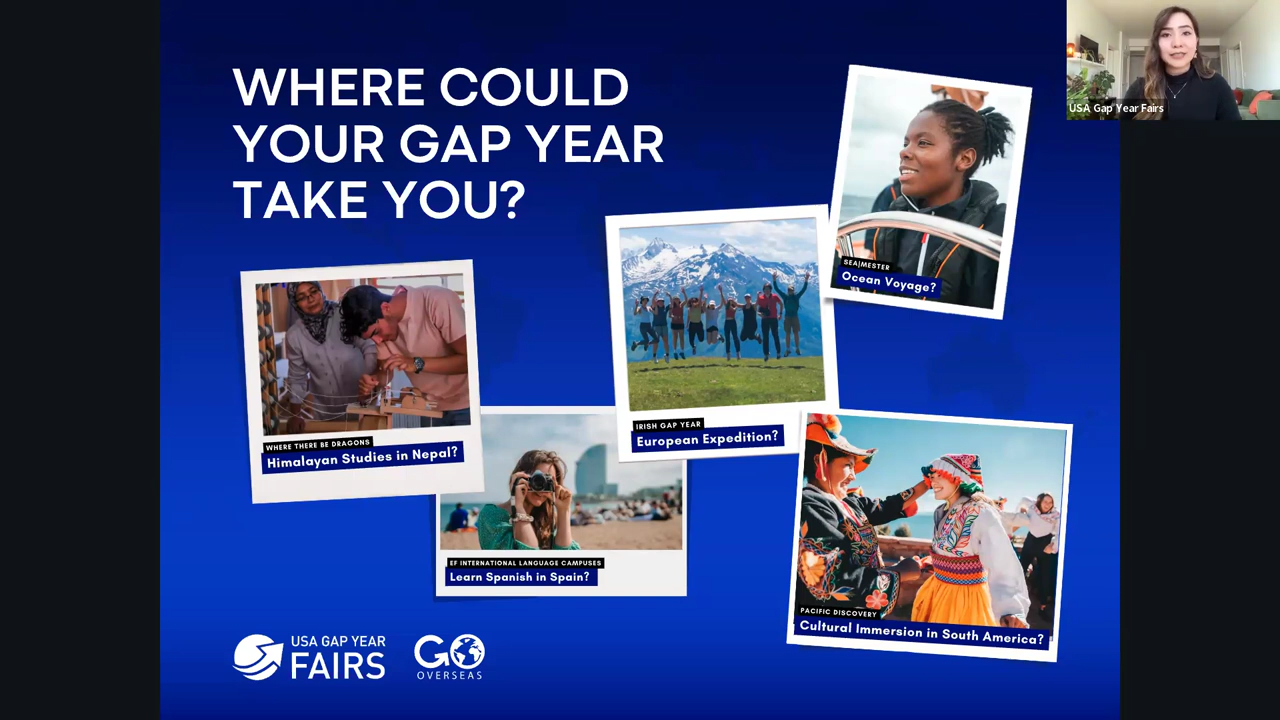 WHERE COULD
YOUR GAP YEAR
TAKE YOU?
USA Gap Year Fairs
SEA|MESTER
Ocean Voyage?
IRISH GAP YEAR
European Expedition?
WHERE THERE BE DRAGONS
Himalayan Studies in Nepal?
EF INTERNATIONAL LANGUAGE CAMPUSES
Learn Spanish in Spain?
PACIFIC DISCOVERY
Cultural Immersion in South America?
USA GAP YEAR
FAIRS
GO
OVERSEAS